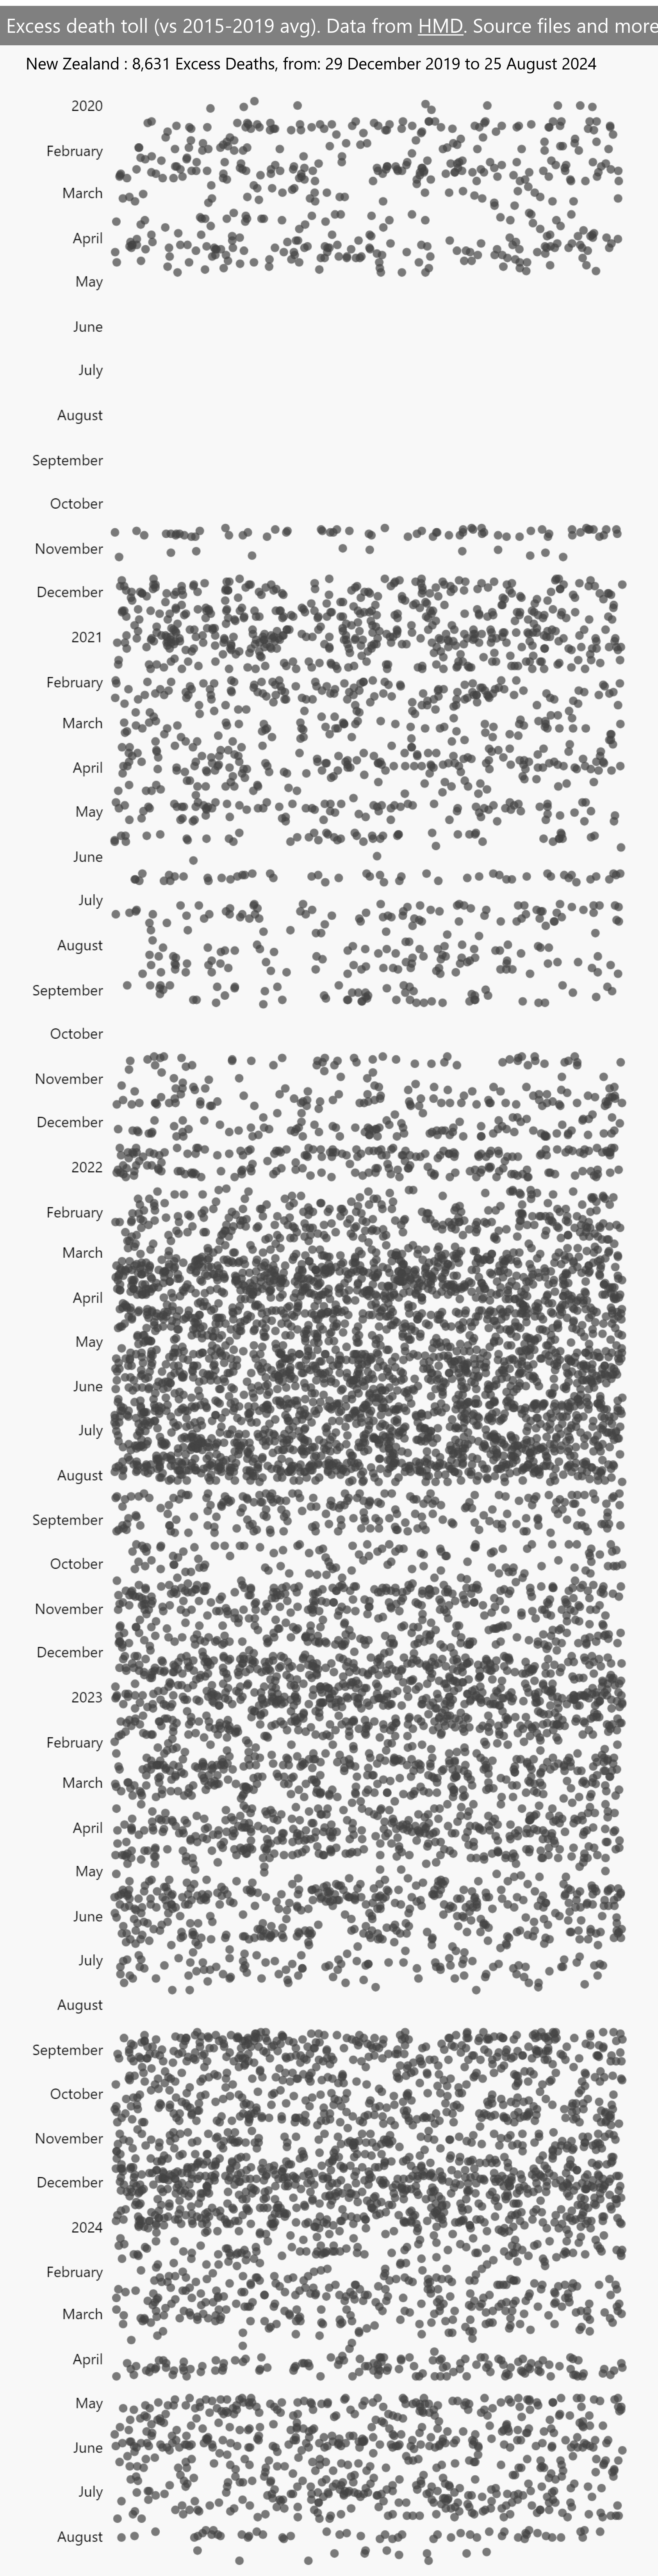 Excess death toll (vs 2015-2019 avg). Data from HMD. Source files and more
New Zealand : 8,631 Excess Deaths, from: 29 December 2019 to 25 August 2024
2020
February
March
April
May
June
July
August
September
October
November
December
2021
February
March
April
May
June
July
August
September
October
November
December
2022
February
March
April
May
June
July
August
September
October
November
December
2023
February
March
April
May
June
July
August
September
October
November
December
2024
February
March
April
May
June
July
August